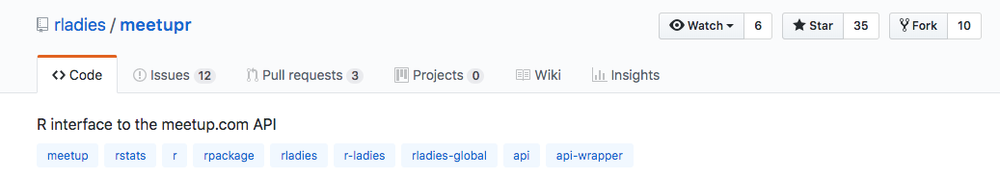 rladies / meetupr Watch 6 Star 35 Fork 10
Code Issues 12 Pull requests 3 Projects 0 Wiki Insights
R interface to the meetup.com API
meetup rstats r rpackage rladies r-ladies rladies-global api api-wrapper